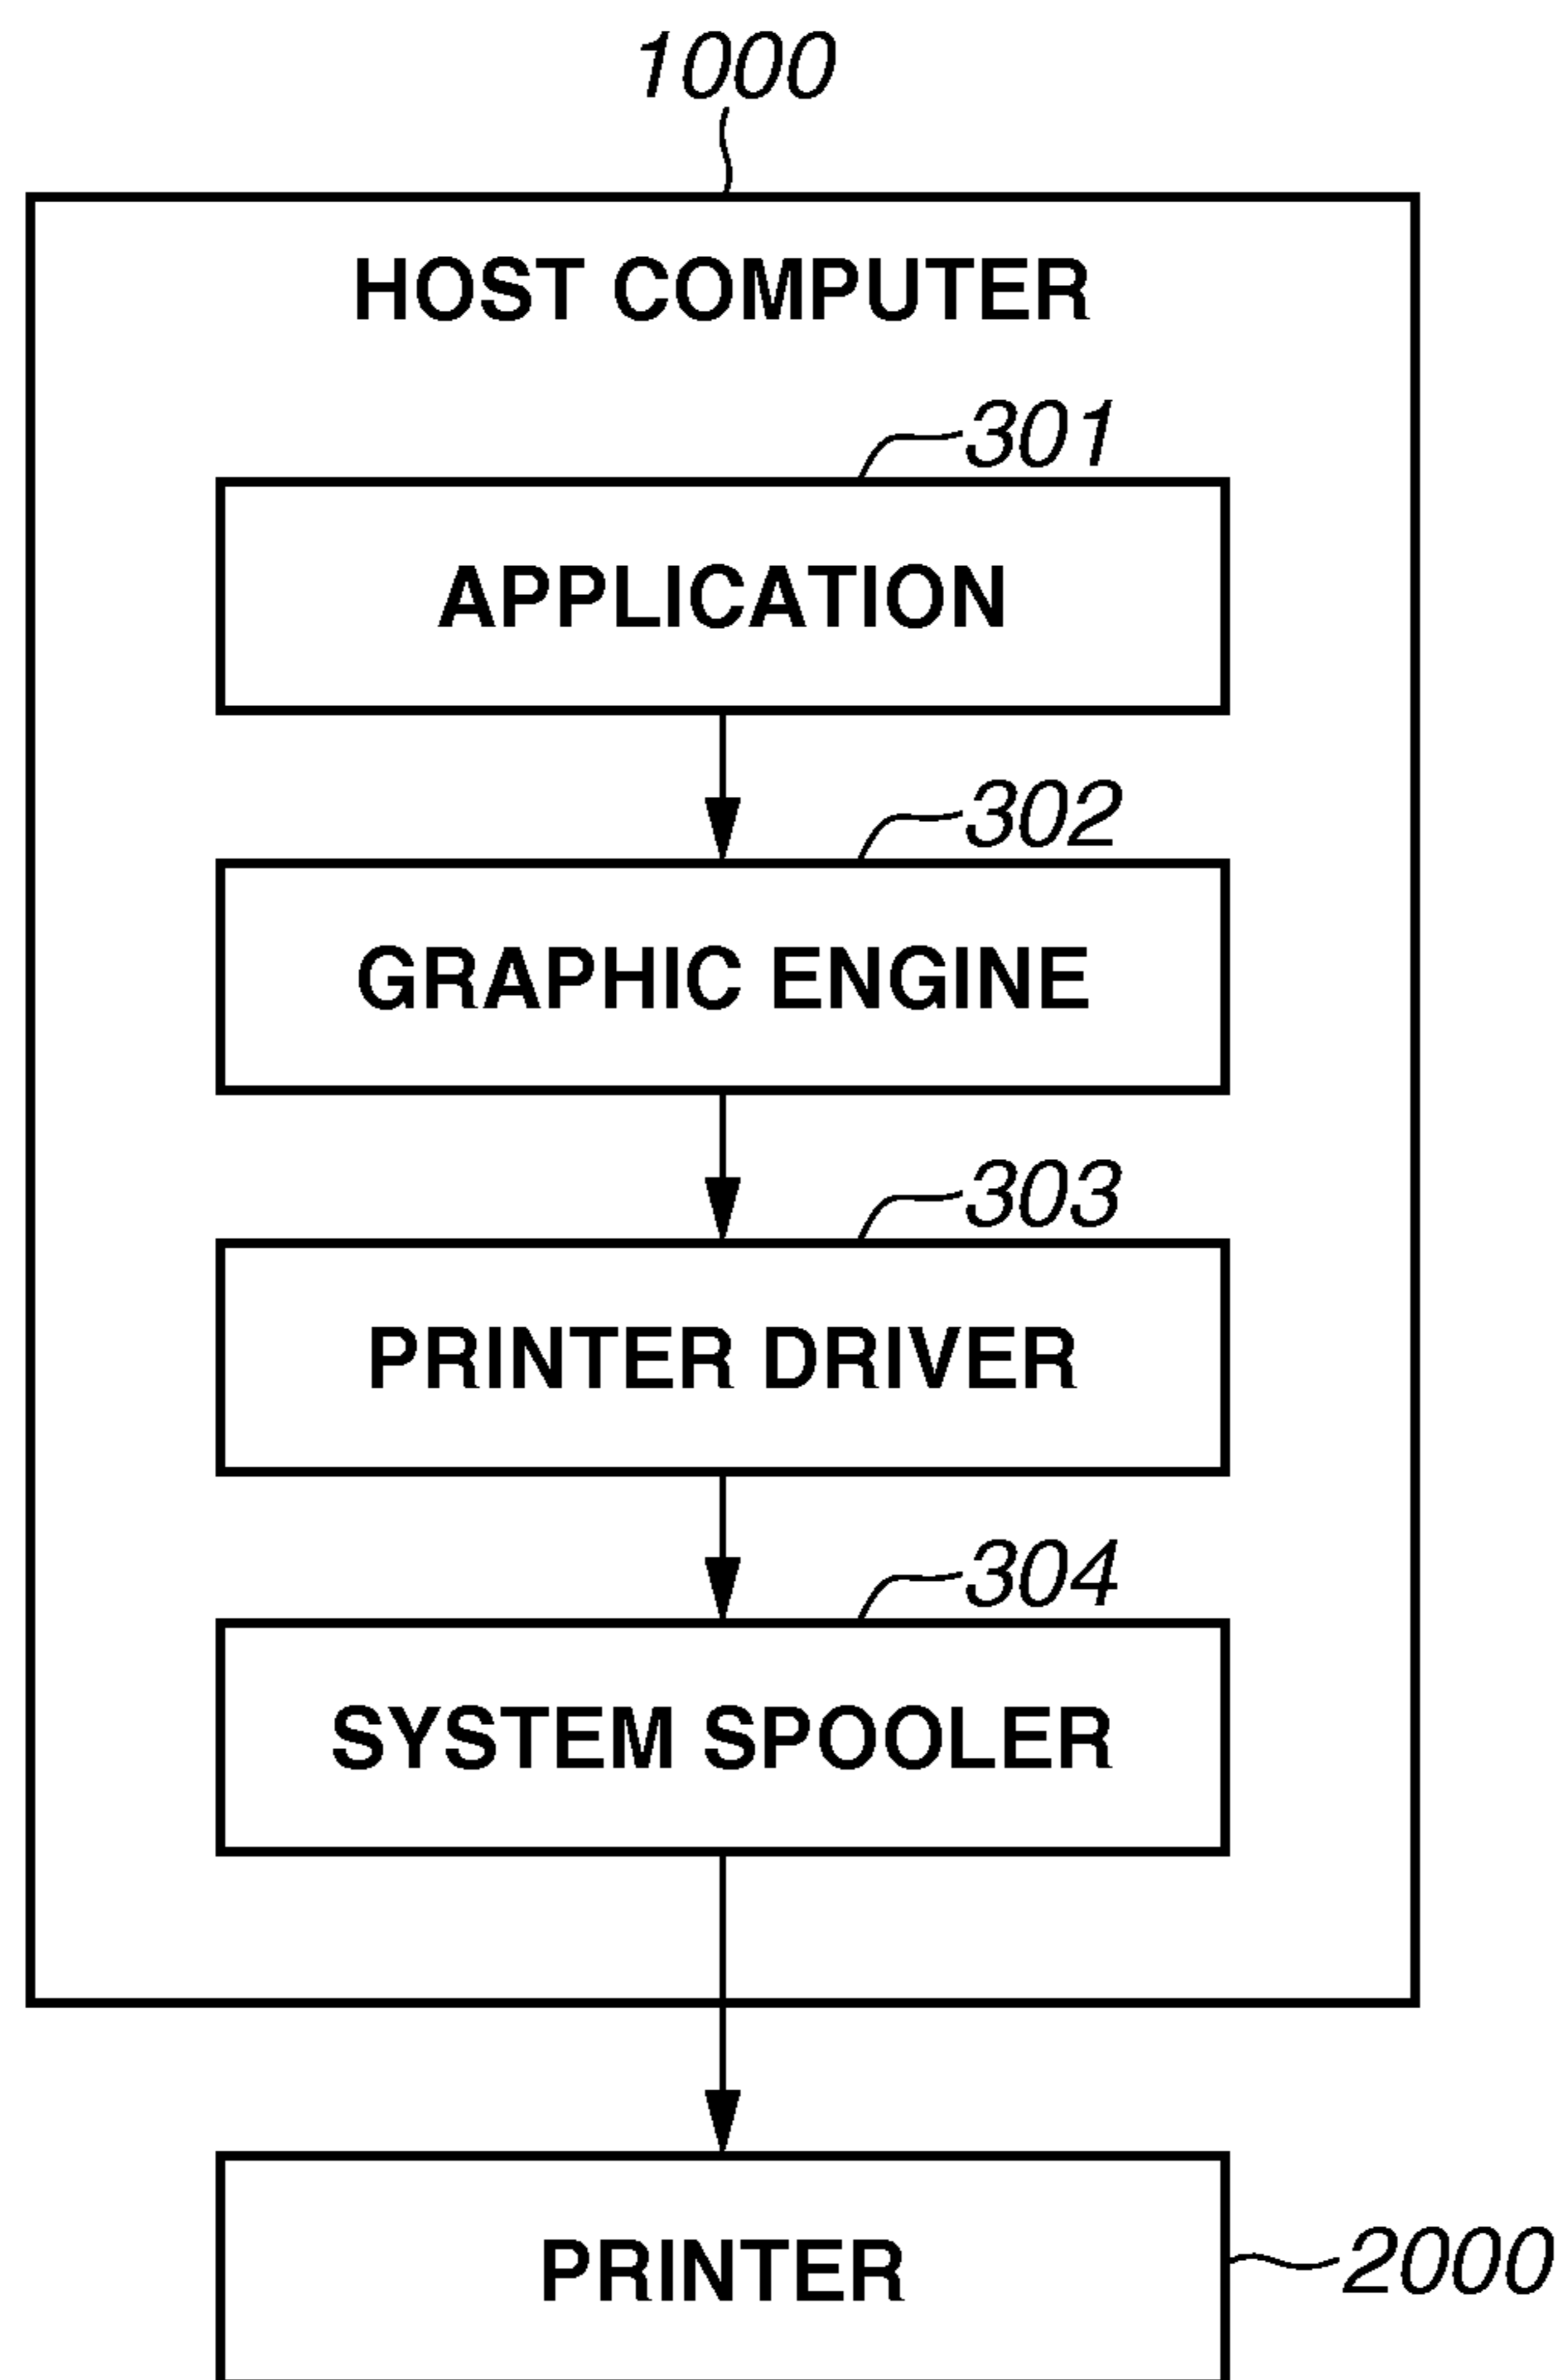 1000
HOST COMPUTER
301
APPLICATION
302
GRAPHIC ENGINE
303
PRINTER DRIVER
304
SYSTEM SPOOLER
PRINTER
2000